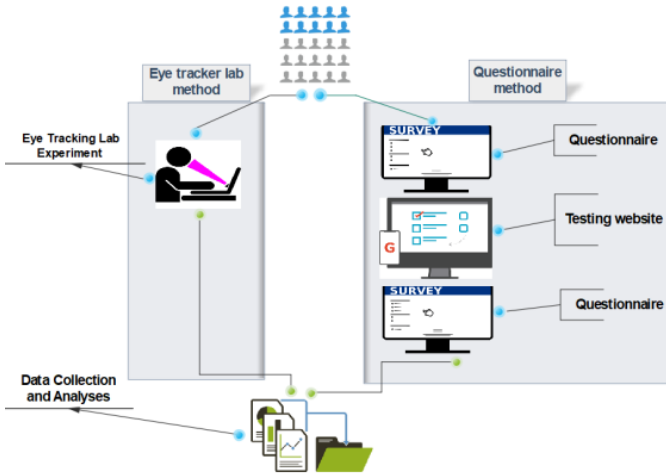 Eye tracker lab
method
Questionnaire
method
Eye Tracking Lab
Experiment
SURVEY
Questionnaire
G
Testing website
SURVEY
Questionnaire
Data Collection
and Analyses